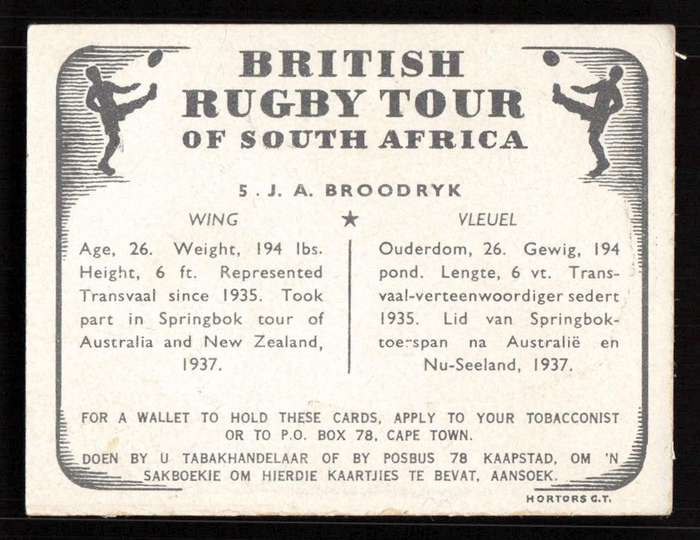 BRITISH
RUGBY TOUR
OF SOUTH AFRICA
5 . J. A. BROODRYK
WING ★ VLEUEL
Age, 26. Weight, 194 lbs.
Height, 6 ft. Represented
Transvaal since 1935. Took
part in Springbok tour of
Australia and New Zealand,
1937.
Ouderdom, 26. Gewig, 194
pond. Lengte, 6 vt. Trans-
vaal-verteenwoordiger sedert
1935. Lid van Springbok-
toe-span na Australië en
Nu-Seeland, 1937.
FOR A WALLET TO HOLD THESE CARDS, APPLY TO YOUR TOBACCONIST
OR TO P.O. BOX 78, CAPE TOWN.
DOEN BY U TABAKHANDELAAR OF BY POSBUS 78 KAAPSTAD, OM 'N
SAKBOEKIE OM HIERDIE KAARTJIES TE BEVAT, AANSOEK.
HORTORS C.T.